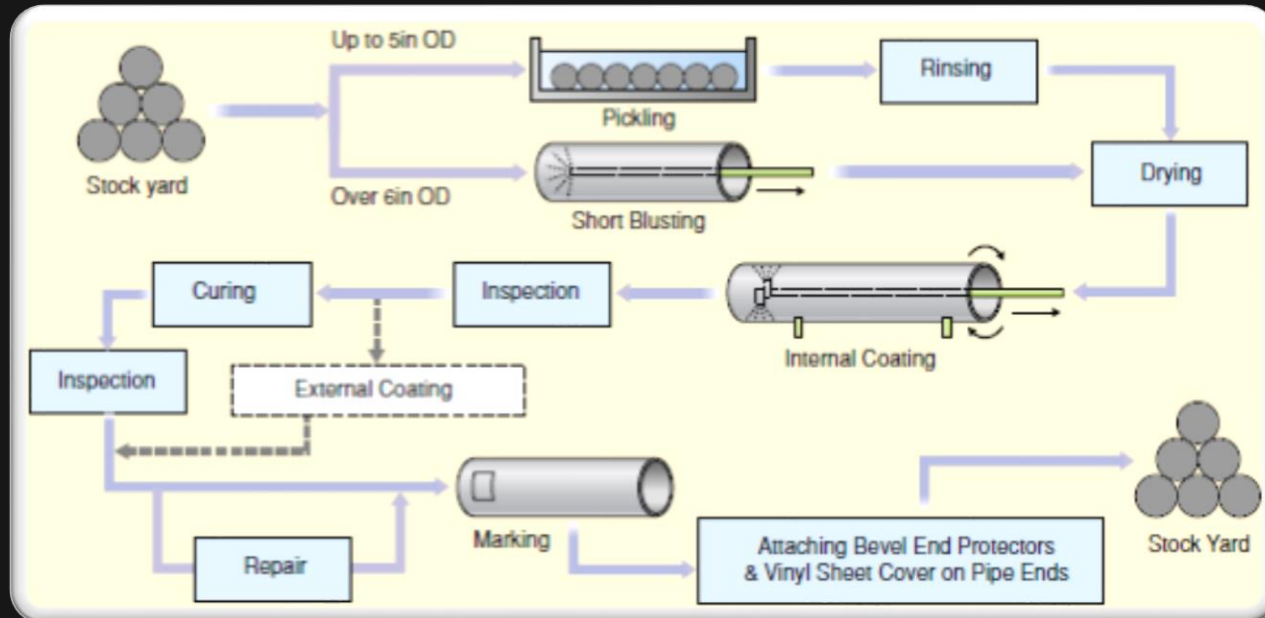 Up to 5in OD
Pickling
Rinsing
Stock yard
Over 6in OD
Short Blusting
Drying
Curing
Inspection
Internal Coating
Inspection
External Coating
Marking
Repair
Attaching Bevel End Protectors
& Vinyl Sheet Cover on Pipe Ends
Stock Yard